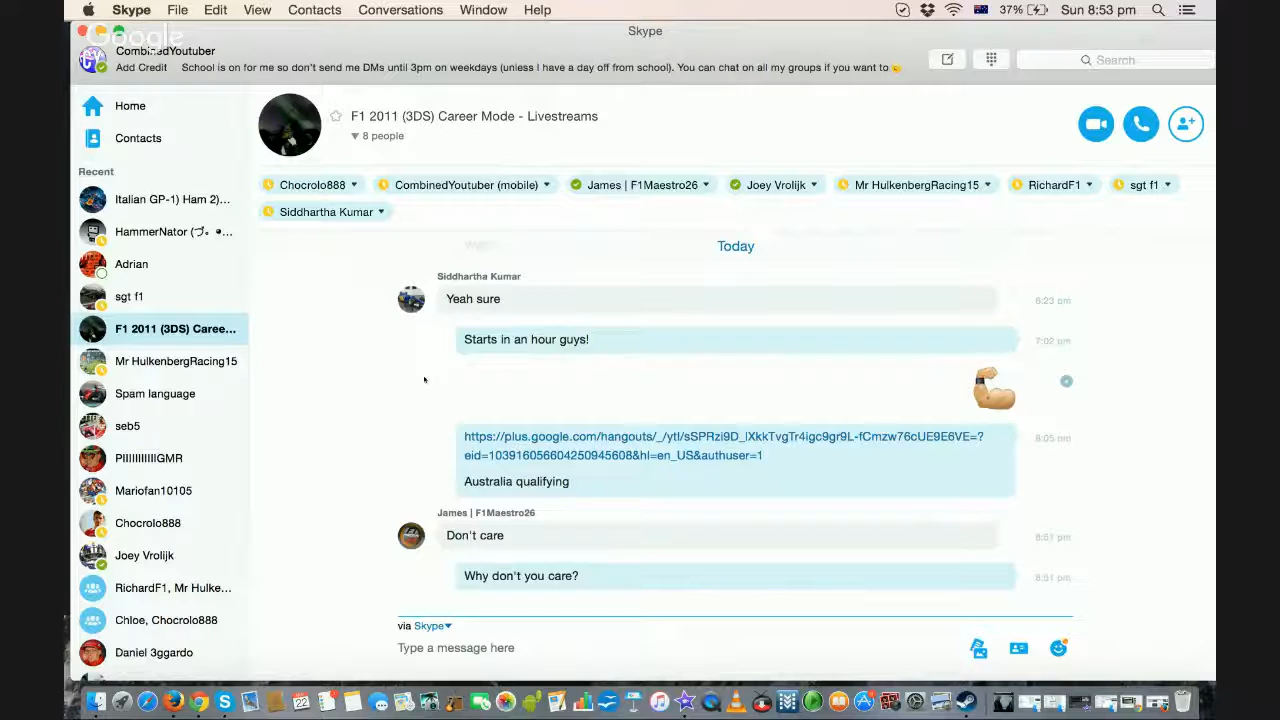 Skype File Edit View Contacts Conversations Window Help 37% Sun 8:53 pm
Google
Skype
CombinedYoutuber
Add Credit School is on for me so don't send me DMs until 3pm on weekdays (unless I have a day off from school). You can chat on all my groups if you want to
Search
Home
Contacts
Recent
Italian GP-1) Ham 2)...
HammerNator (づ｡◕...
Adrian
sgt f1
F1 2011 (3DS) Caree...
Mr HulkenbergRacing15
Spam language
seb5
PIIIIIIIIIIGMR
Mariofan10105
Chocrolo888
Joey Vrolijk
RichardF1, Mr Hulke...
Chloe, Chocrolo888
Daniel 3ggardo
F1 2011 (3DS) Career Mode - Livestreams
8 people
Chocrolo888 CombinedYoutuber (mobile) James | F1Maestro26 Joey Vrolijk Mr HulkenbergRacing15 RichardF1 sgt f1
Siddhartha Kumar
Today
Siddhartha Kumar
Yeah sure 6:23 pm
Starts in an hour guys! 7:02 pm
https://plus.google.com/hangouts/_/ytl/sSPRzi9D_lXkkTvgTr4igc9gr9L-fCmzw76cUE9E6VE=? 8:05 pm
eid=103916056604250945608&hl=en_US&authuser=1
Australia qualifying
James | F1Maestro26
Don't care 8:51 pm
Why don't you care? 8:51 pm
via Skype
Type a message here